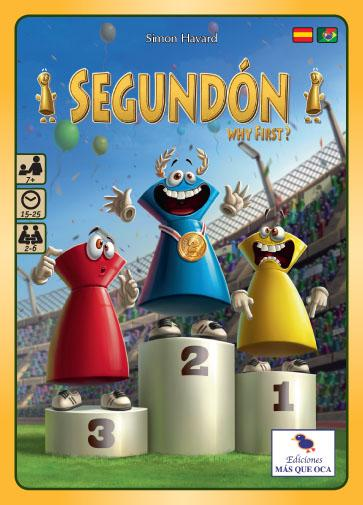 Simon Havard
SEGUNDÓN
WHY FIRST?
7+
15-25
2-6
2
3
1
Ediciones
MÁS QUE OCA